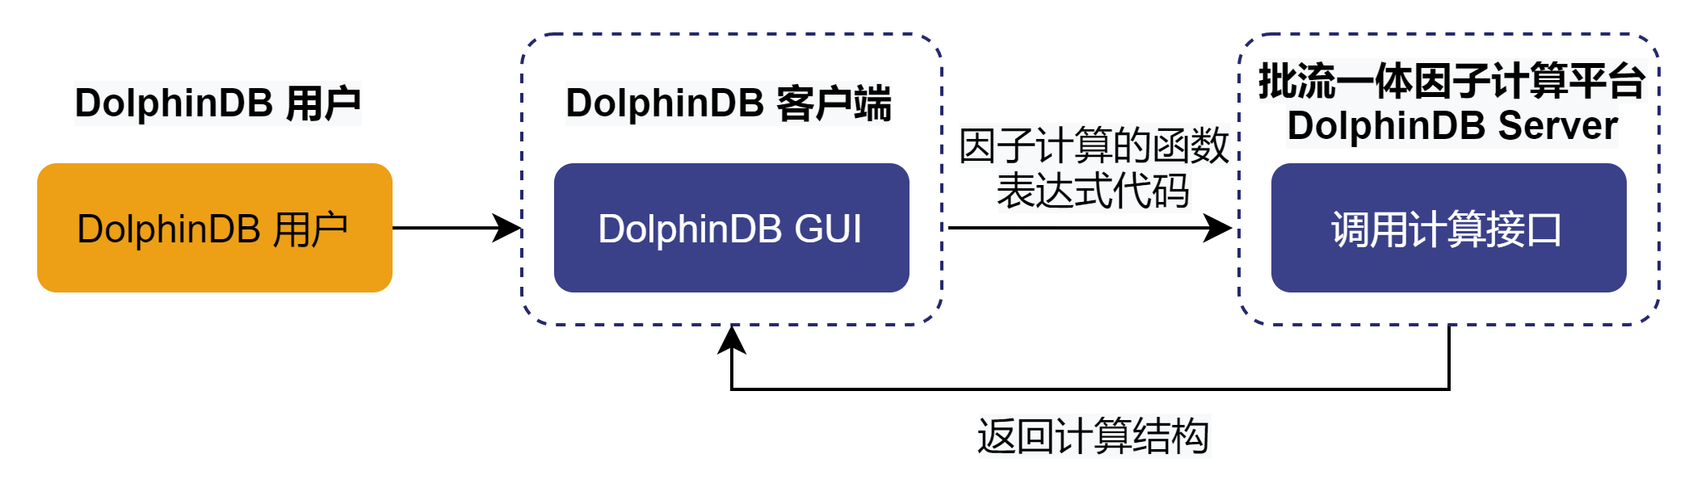 DolphinDB 用户
DolphinDB 用户
DolphinDB 客户端
DolphinDB GUI
因子计算的函数
表达式代码
批流一体因子计算平台
DolphinDB Server
调用计算接口
返回计算结构